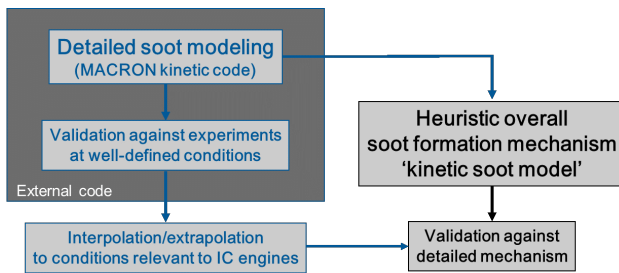 Detailed soot modeling
(MACRON kinetic code)
Validation against experiments
at well-defined conditions
External code
Interpolation/extrapolation
to conditions relevant to IC engines
Heuristic overall
soot formation mechanism
‘kinetic soot model’
Validation against
detailed mechanism